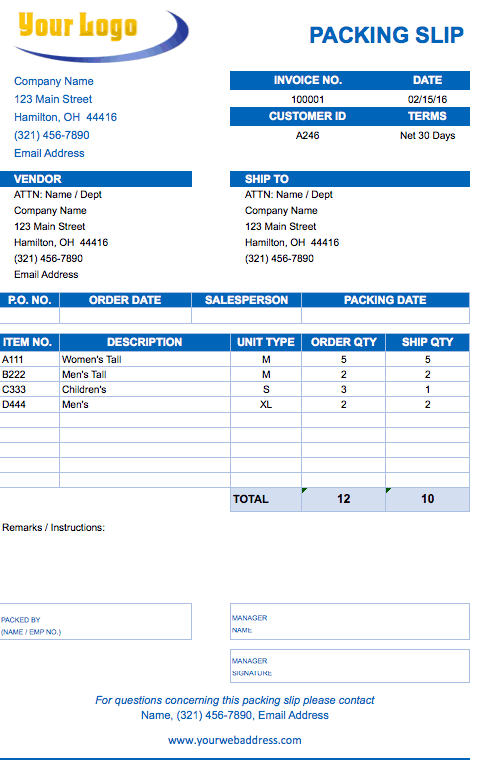 Your Logo
PACKING SLIP
Company Name
123 Main Street
Hamilton, OH  44416
(321) 456-7890
Email Address
INVOICE NO. DATE
100001 02/15/16
CUSTOMER ID TERMS
A246 Net 30 Days
VENDOR
ATTN: Name / Dept
Company Name
123 Main Street
Hamilton, OH  44416
(321) 456-7890
Email Address
SHIP TO
ATTN: Name / Dept
Company Name
123 Main Street
Hamilton, OH  44416
(321) 456-7890
P.O. NO. ORDER DATE SALESPERSON PACKING DATE
ITEM NO. DESCRIPTION UNIT TYPE ORDER QTY SHIP QTY
A111 Women's Tall M 5 5
B222 Men's Tall M 2 2
C333 Children's S 3 1
D444 Men's XL 2 2
TOTAL 12 10
Remarks / Instructions:
PACKED BY
(NAME / EMP NO.)
MANAGER
NAME
MANAGER
SIGNATURE
For questions concerning this packing slip please contact
Name, (321) 456-7890, Email Address
www.yourwebaddress.com